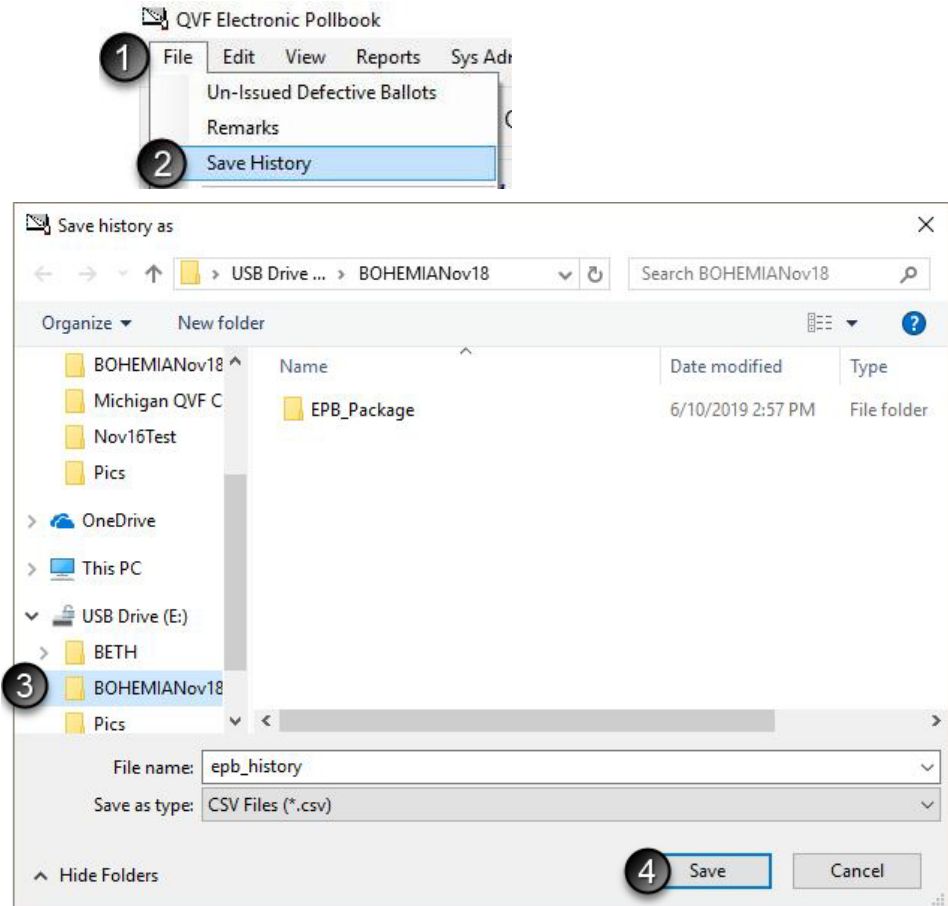 QVF Electronic Pollbook
1 File Edit View Reports Sys Adr
Un-Issued Defective Ballots
Remarks
2 Save History
Save history as
USB Drive ... > BOHEMIANov18 Search BOHEMIANov18
Organize New folder
BOHEMIANov18 Name Date modified Type
Michigan QVF C EPB_Package 6/10/2019 2:57 PM File folder
Nov16Test
Pics
OneDrive
This PC
USB Drive (E:)
BETH
3 BOHEMIANov18
Pics
File name: epb_history
Save as type: CSV Files (*.csv)
Hide Folders 4 Save Cancel